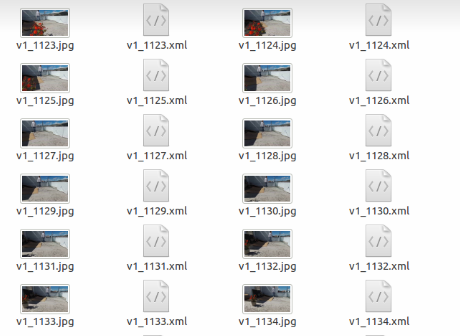 v1_1123.jpg v1_1123.xml v1_1124.jpg v1_1124.xml
v1_1125.jpg v1_1125.xml v1_1126.jpg v1_1126.xml
v1_1127.jpg v1_1127.xml v1_1128.jpg v1_1128.xml
v1_1129.jpg v1_1129.xml v1_1130.jpg v1_1130.xml
v1_1131.jpg v1_1131.xml v1_1132.jpg v1_1132.xml
v1_1133.jpg v1_1133.xml v1_1134.jpg v1_1134.xml